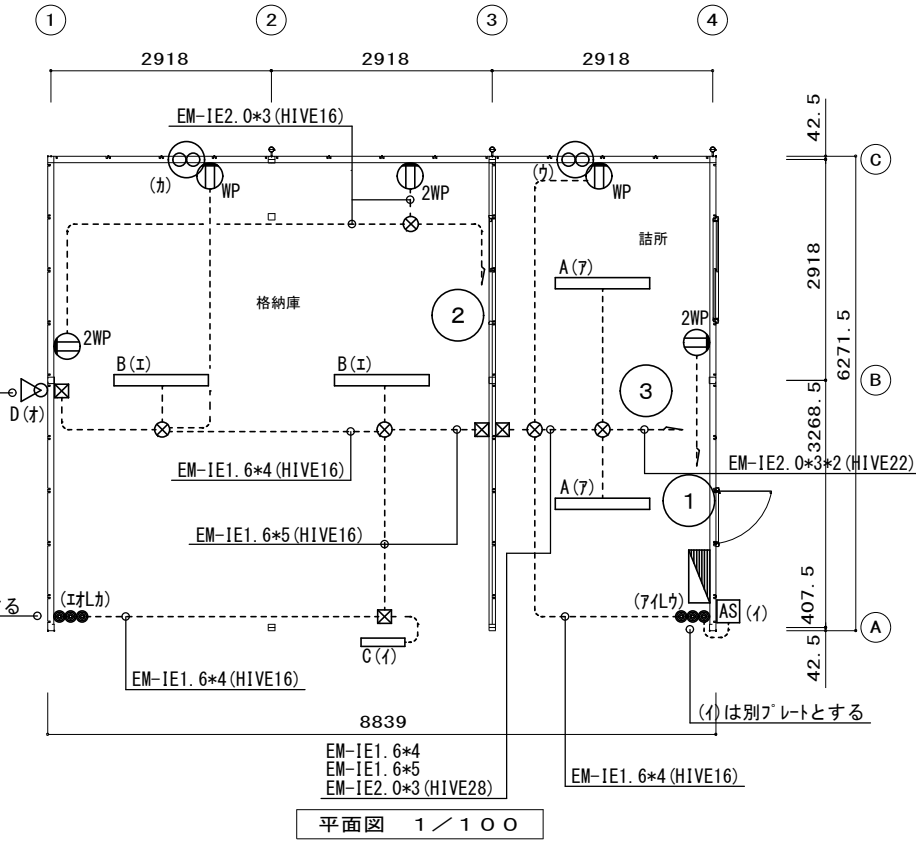 1 2 3 4
2918 2918 2918
EM-IE2.0*3(HIVE16)
42.5
C
(カ) WP 2WP (ウ) WP
詰所
2918
A(ア)
格納庫
2
2WP 2WP
6271.5
B(エ) B(エ)
B
D(オ)
3
3268.5
EM-IE1.6*4(HIVE16)
EM-IE2.0*3*2(HIVE22)
A(ア)
1
EM-IE1.6*5(HIVE16)
407.5
(エオLカ) (アイLウ) AS (イ)
る
A
C(イ)
42.5
EM-IE1.6*4(HIVE16)
(イ)は別プレートとする
8839
EM-IE1.6*4
EM-IE1.6*5
EM-IE2.0*3(HIVE28)
EM-IE1.6*4(HIVE16)
平面図 1/100